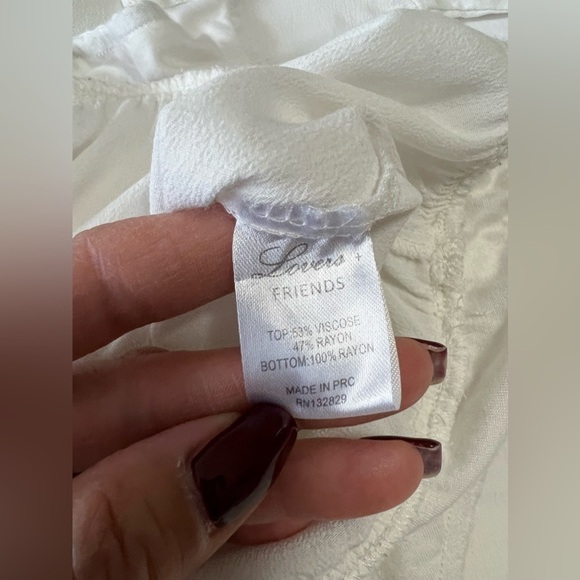 Lovers +
FRIENDS
TOP:53% VISCOSE
47% RAYON
BOTTOM:100% RAYON
MADE IN PRC
RN132829